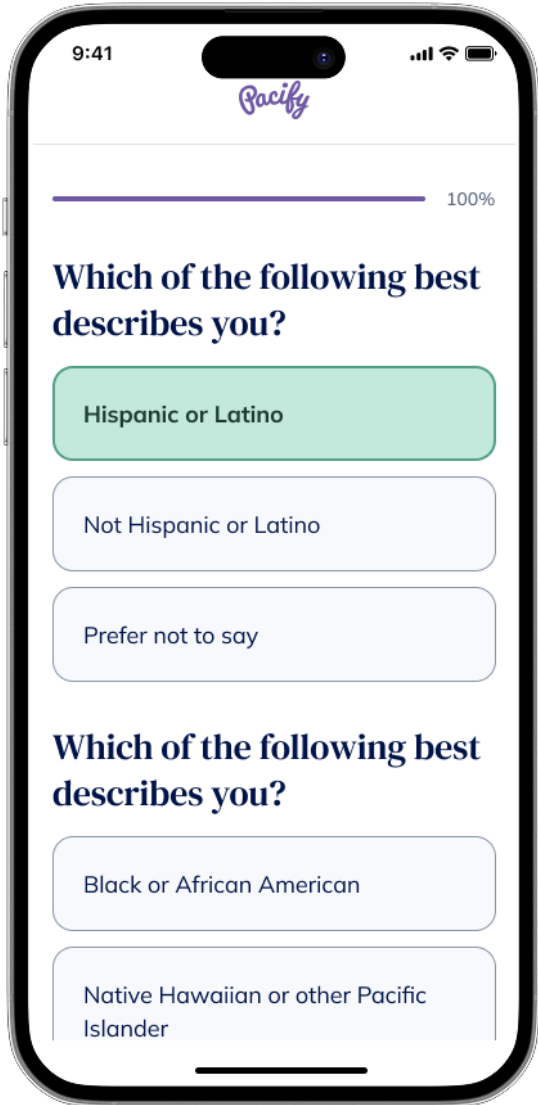 9:41
Pacify
100%
Which of the following best
describes you?
Hispanic or Latino
Not Hispanic or Latino
Prefer not to say
Which of the following best
describes you?
Black or African American
Native Hawaiian or other Pacific
Islander